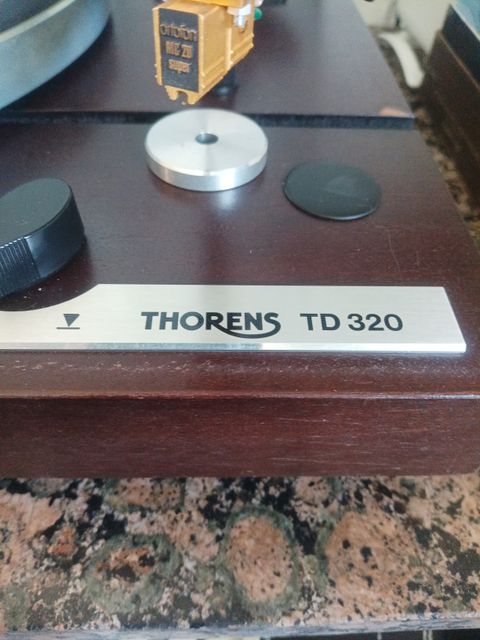 ortofon
MC 20
super
THORENS TD 320